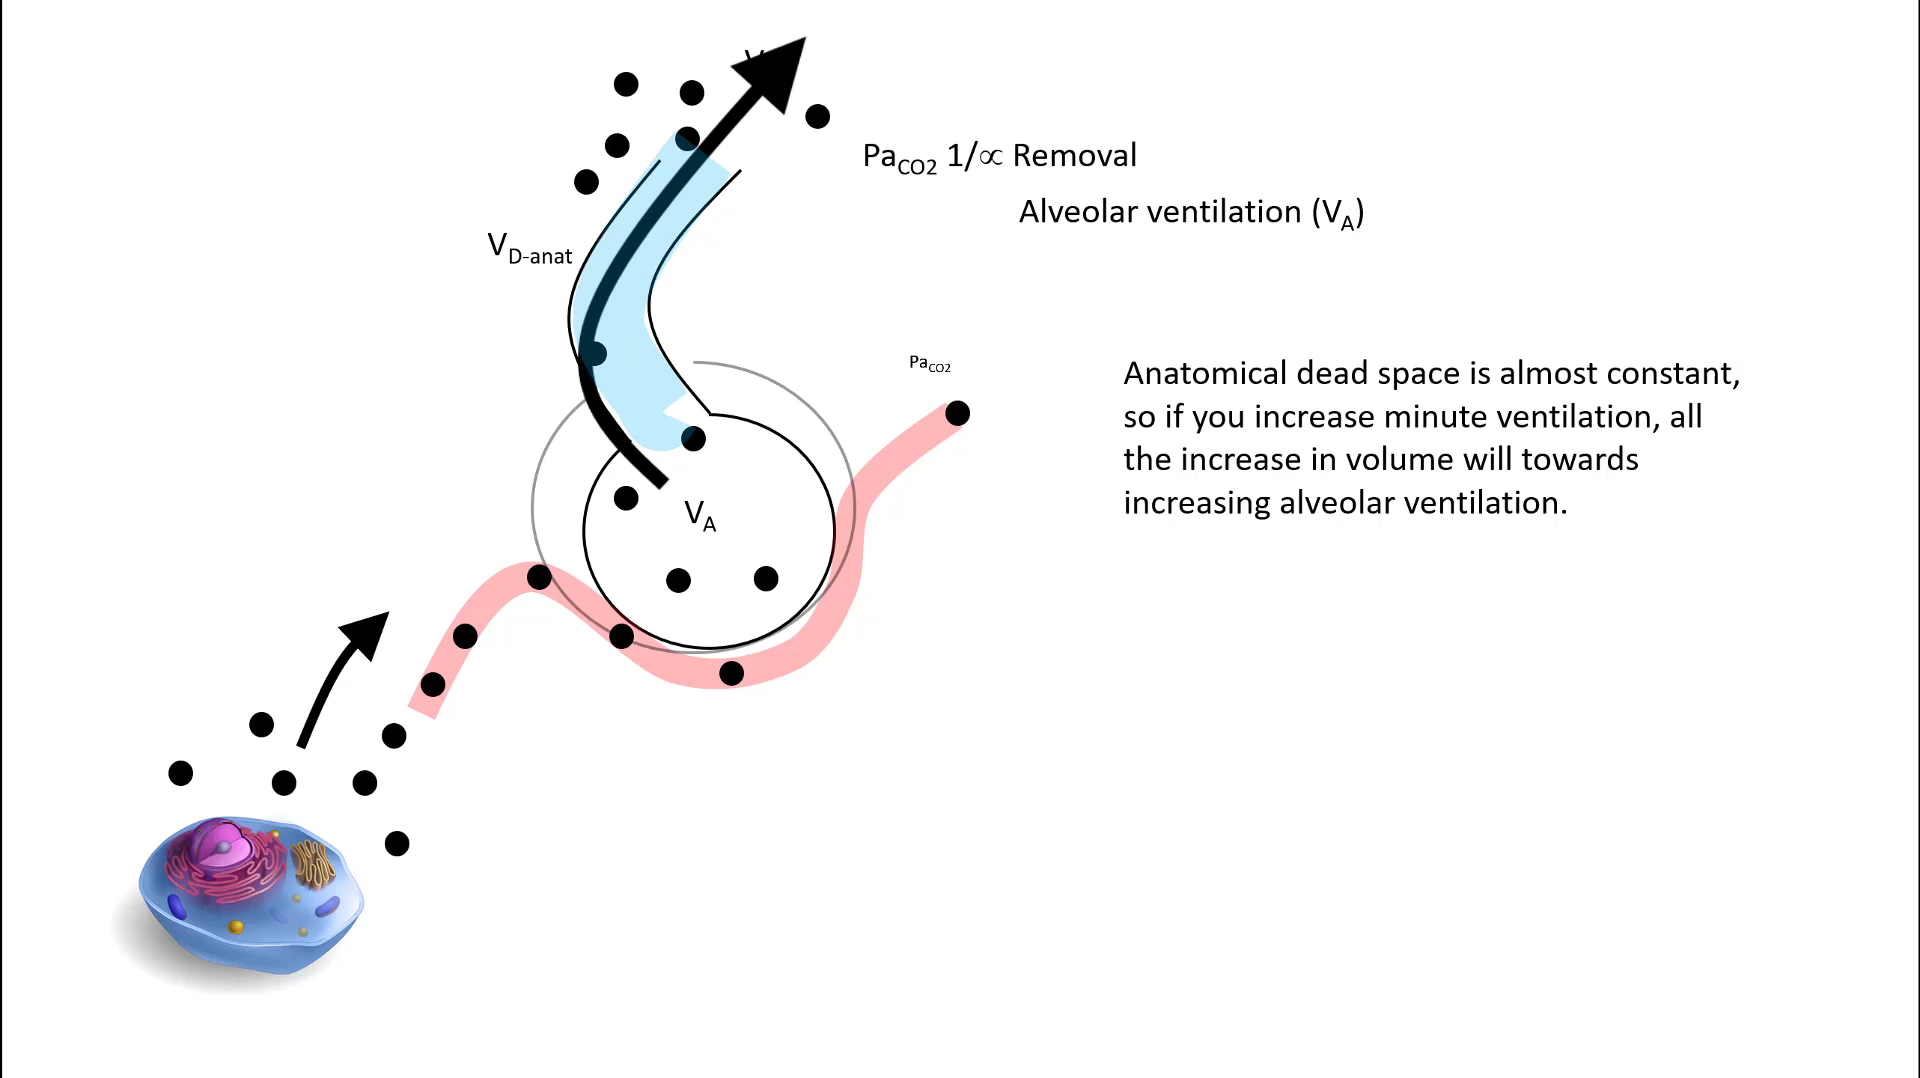 Pa_CO2 1/∝ Removal
Alveolar ventilation (V_A)
V_D-anat
Pa_CO2
Anatomical dead space is almost constant,
so if you increase minute ventilation, all
the increase in volume will towards
increasing alveolar ventilation.
V_A